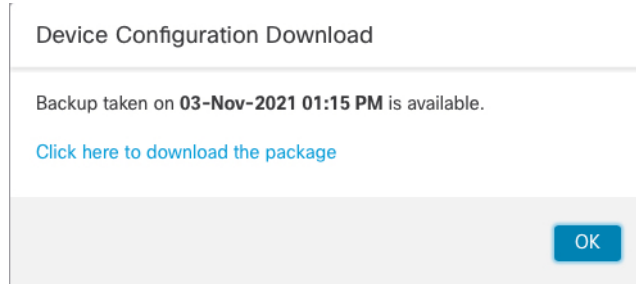 Device Configuration Download
Backup taken on 03-Nov-2021 01:15 PM is available.
Click here to download the package
OK